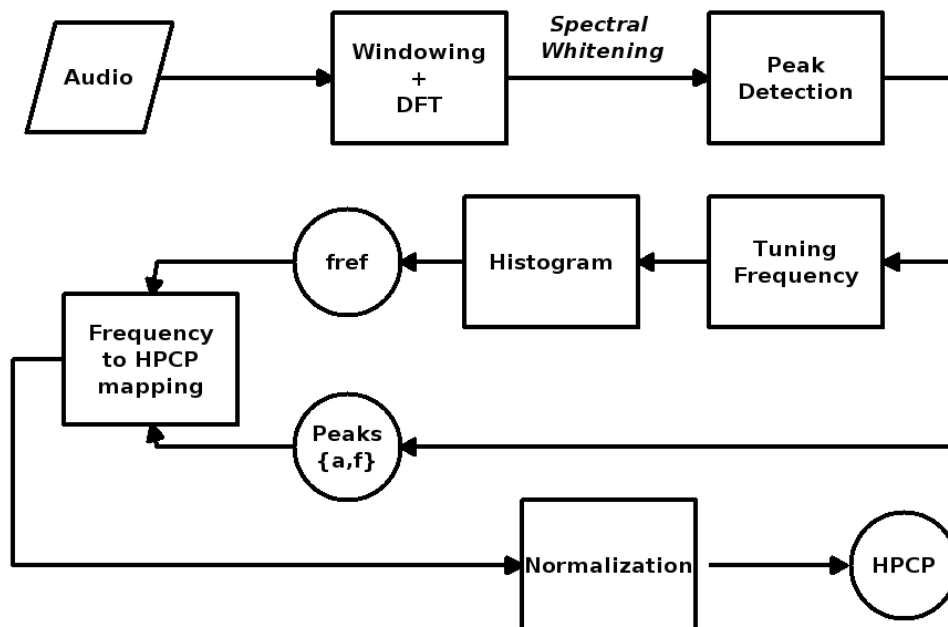 Audio
Windowing
+
DFT
Spectral
Whitening
Peak
Detection
fref
Histogram
Tuning
Frequency
Frequency
to HPCP
mapping
Peaks
{a,f}
Normalization
HPCP